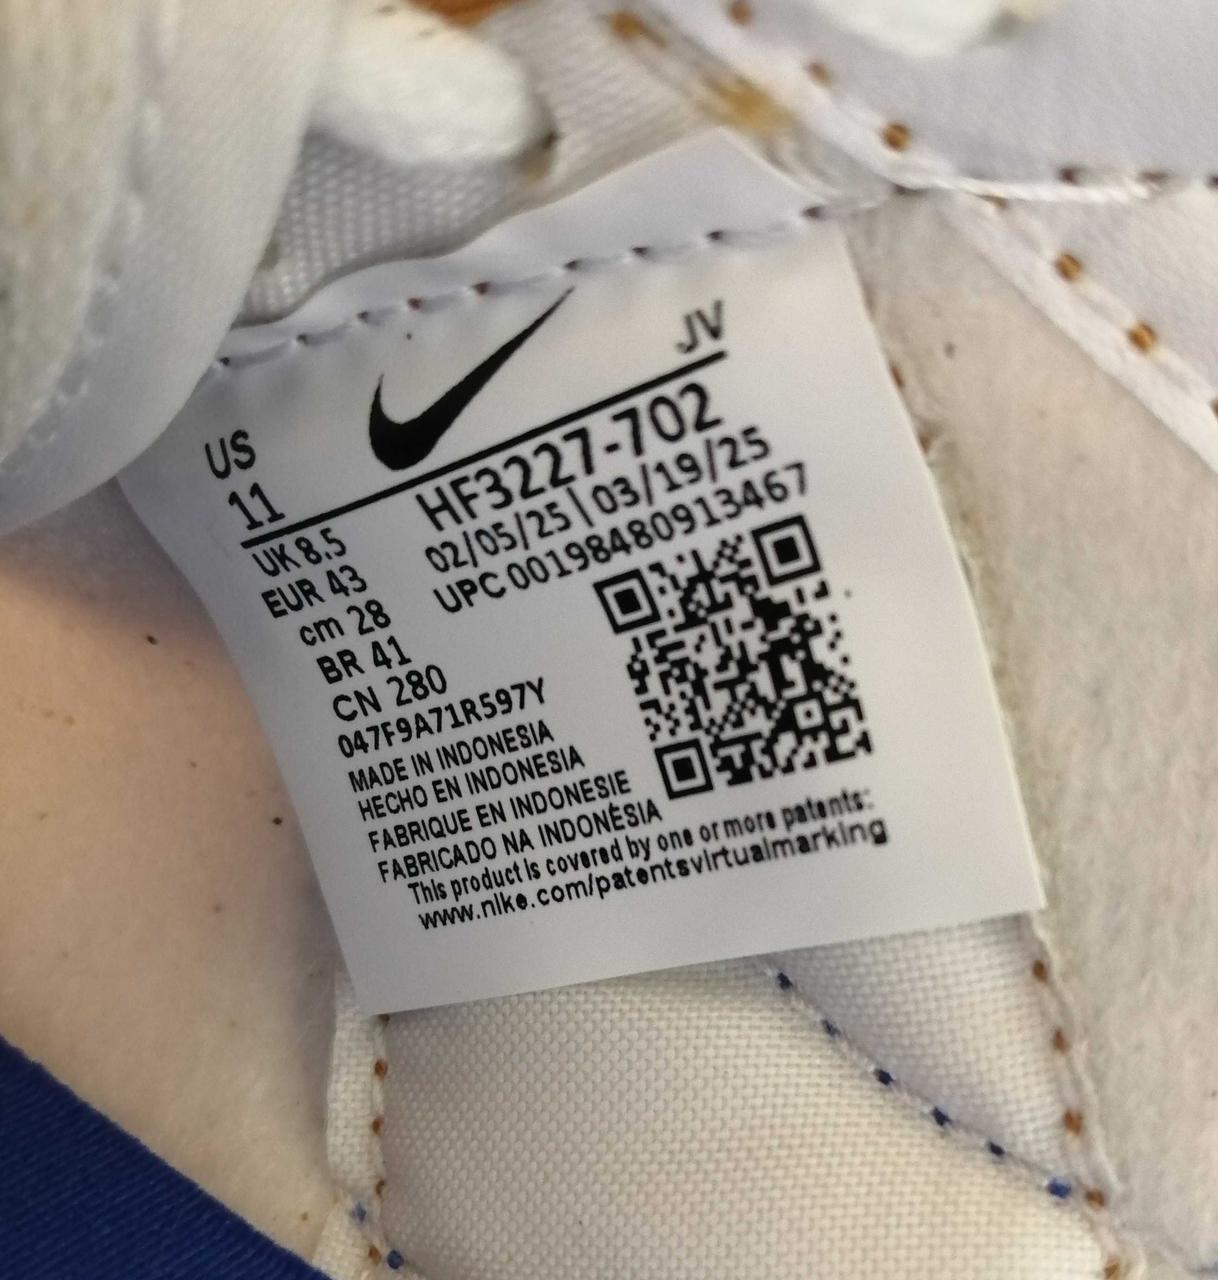 JV
US
11
HF3227-702
02/05/25 | 03/19/25
UPC 00198480913467
UK 8.5
EUR 43
cm 28
BR 41
CN 280
047F9A71R597Y
MADE IN INDONESIA
HECHO EN INDONESIA
FABRIQUE EN INDONESIE
FABRICADO NA INDONÉSIA
This product is covered by one or more patents:
www.nike.com/patentsvirtualmarking